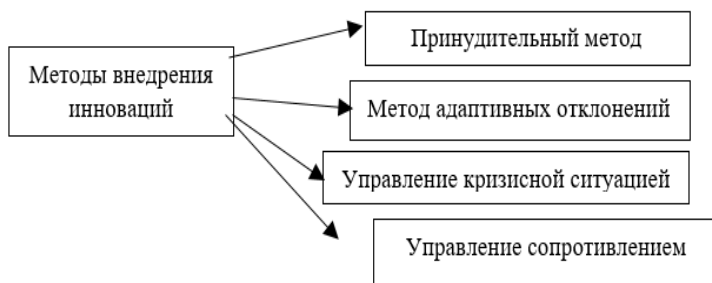 Методы внедрения
инноваций
Принудительный метод
Метод адаптивных отклонений
Управление кризисной ситуацией
Управление сопротивлением